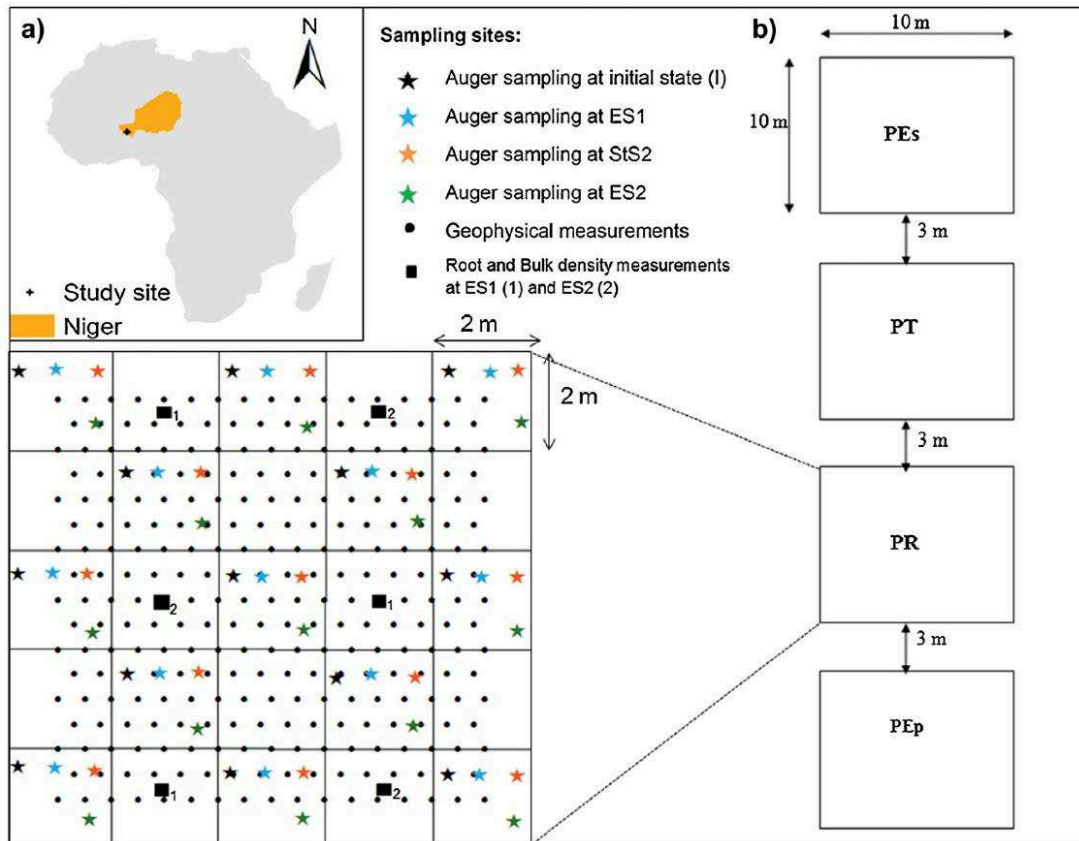 a)
N
Study site
Niger
Sampling sites:
Auger sampling at initial state (I)
Auger sampling at ES1
Auger sampling at StS2
Auger sampling at ES2
Geophysical measurements
Root and Bulk density measurements
at ES1 (1) and ES2 (2)
2 m
2 m
1
2
2
1
1
2
b)
10 m
10 m
PEs
3 m
PT
3 m
PR
3 m
PEp